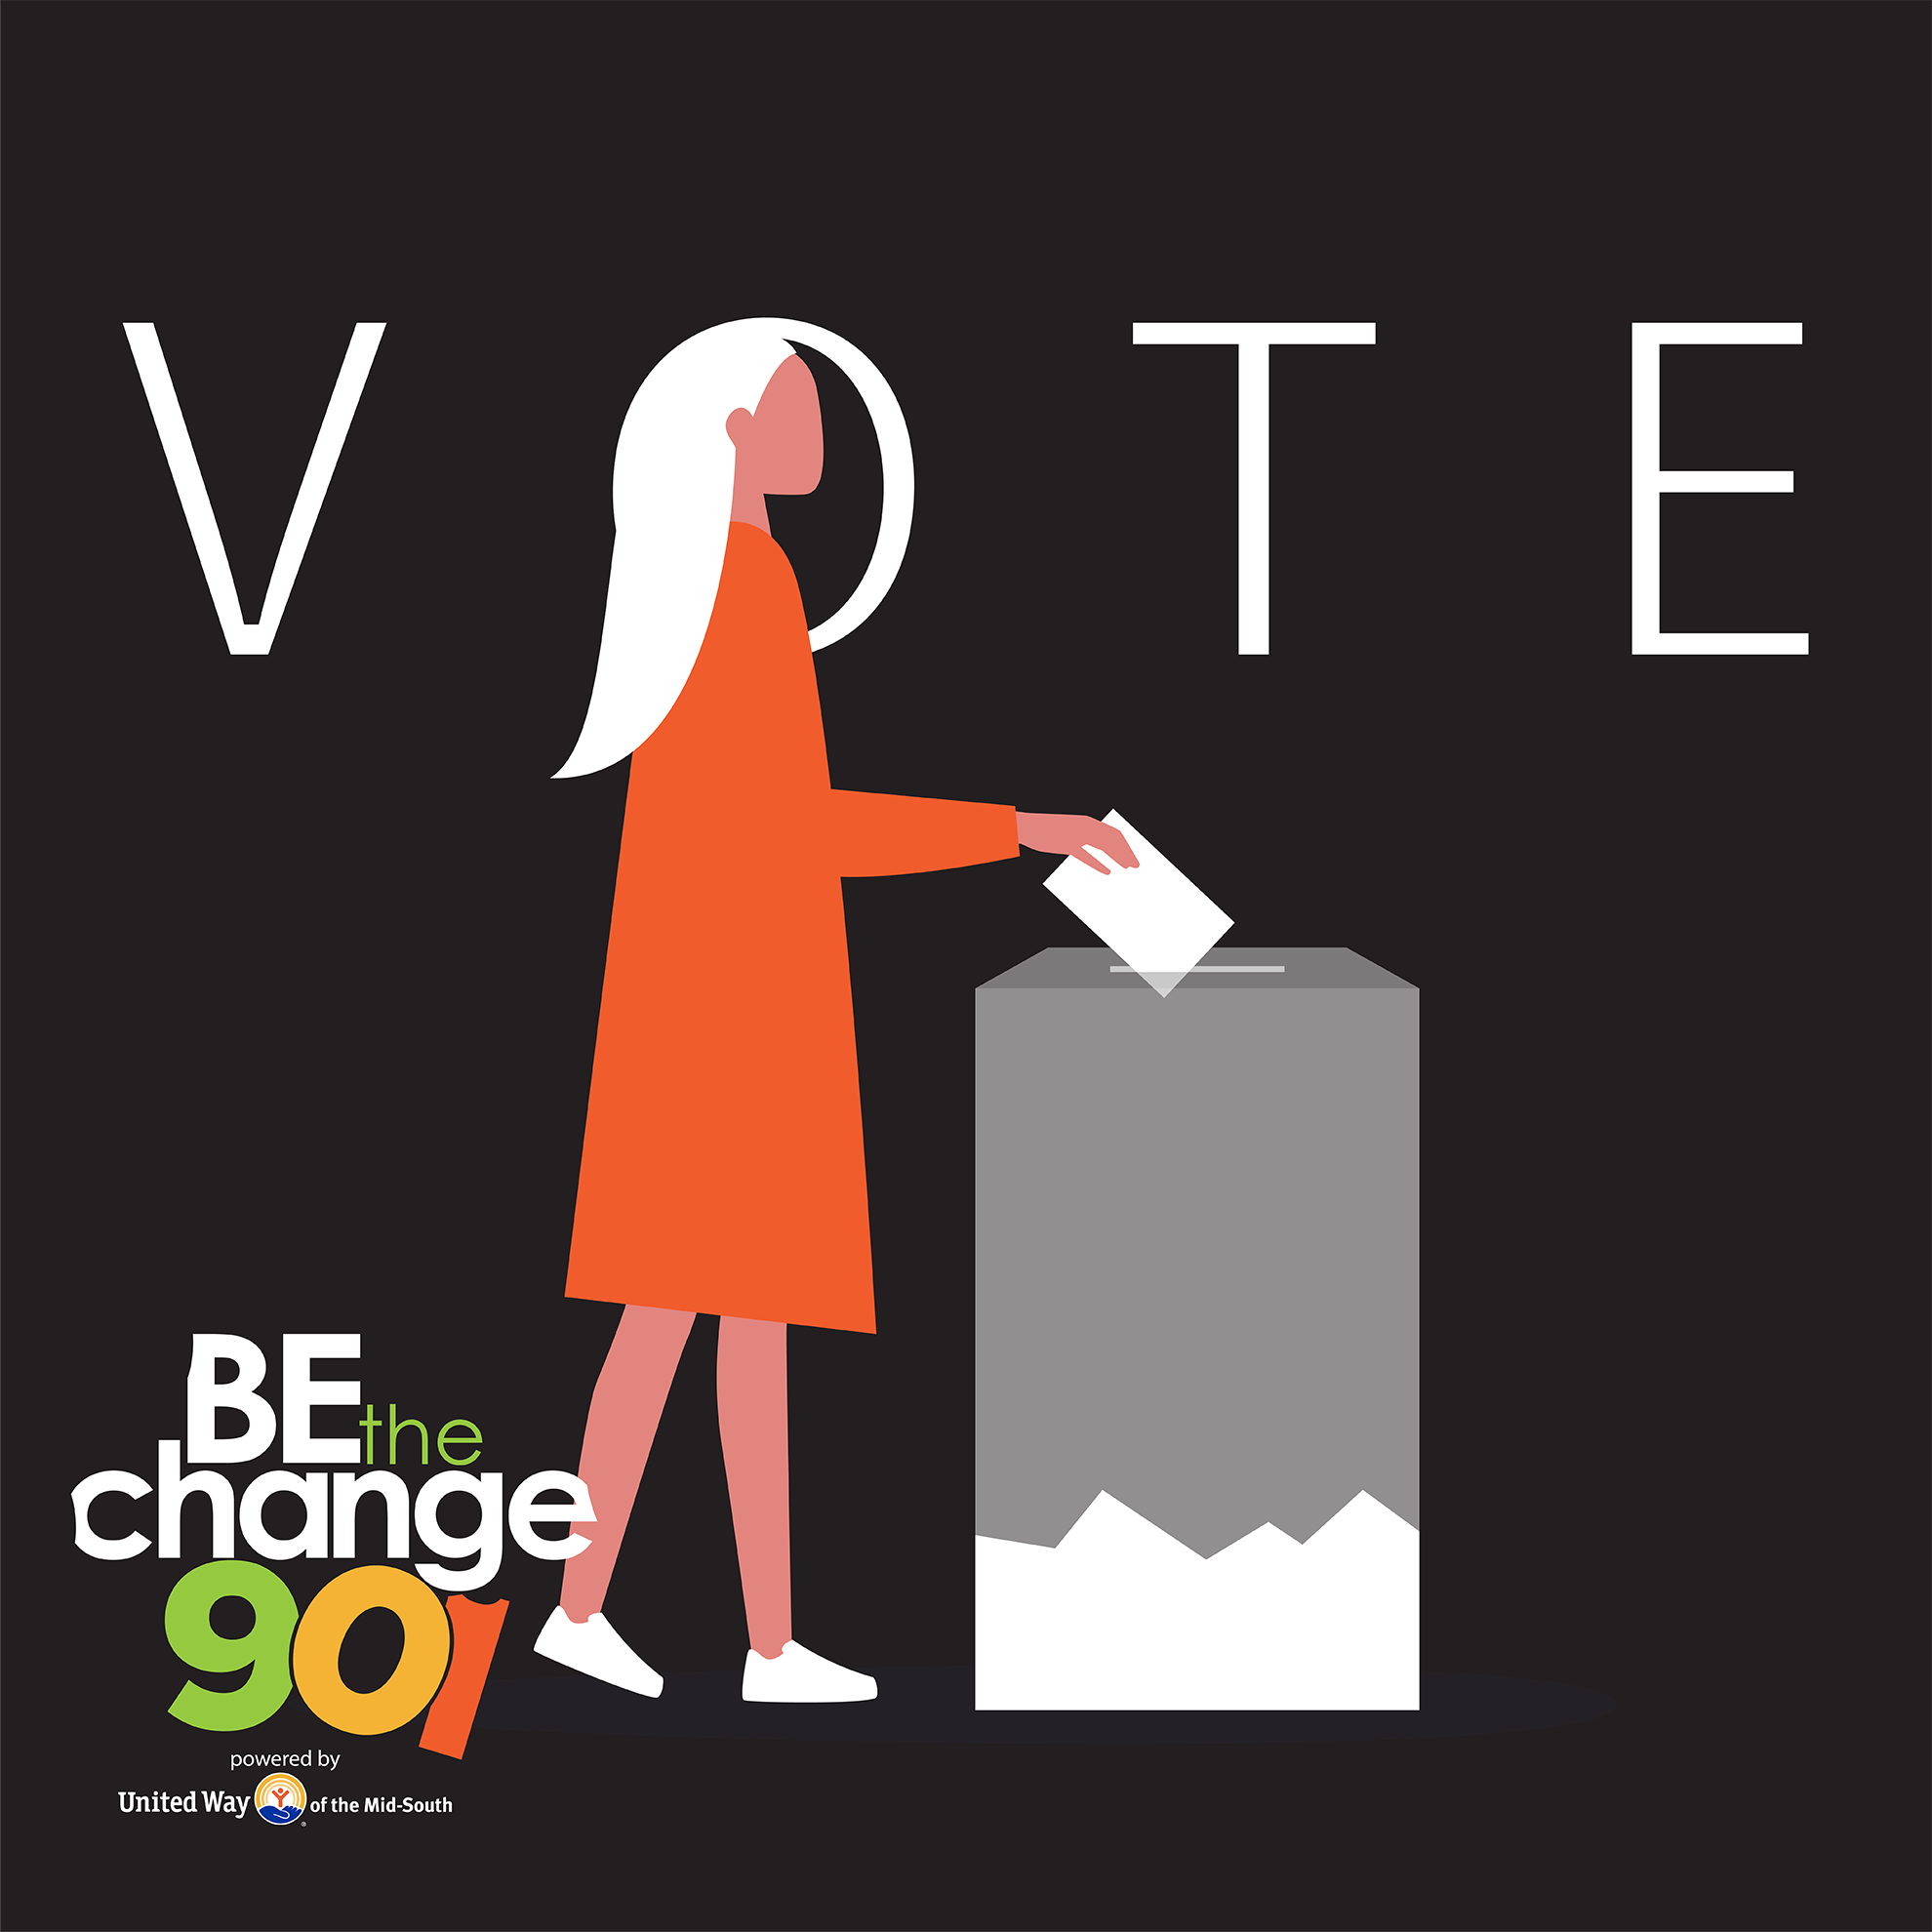 VOTE
BE the
change
901
powered by
United Way of the Mid-South